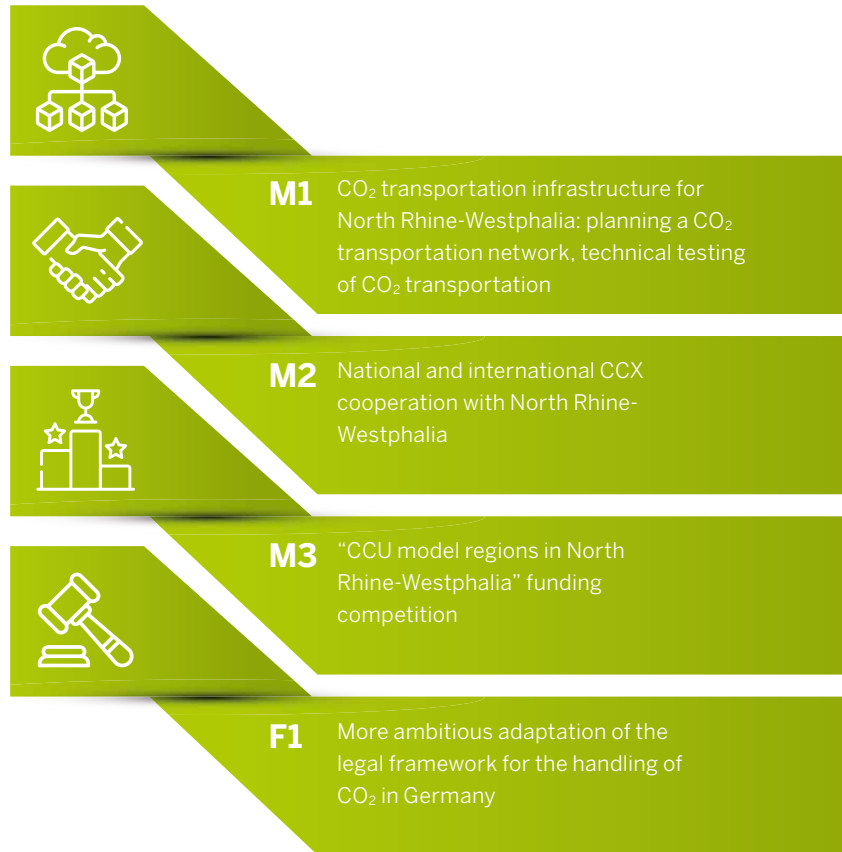 M1 CO₂ transportation infrastructure for
North Rhine-Westphalia: planning a CO₂
transportation network, technical testing
of CO₂ transportation
M2 National and international CCX
cooperation with North Rhine-
Westphalia
M3 “CCU model regions in North
Rhine-Westphalia” funding
competition
F1 More ambitious adaptation of the
legal framework for the handling of
CO₂ in Germany